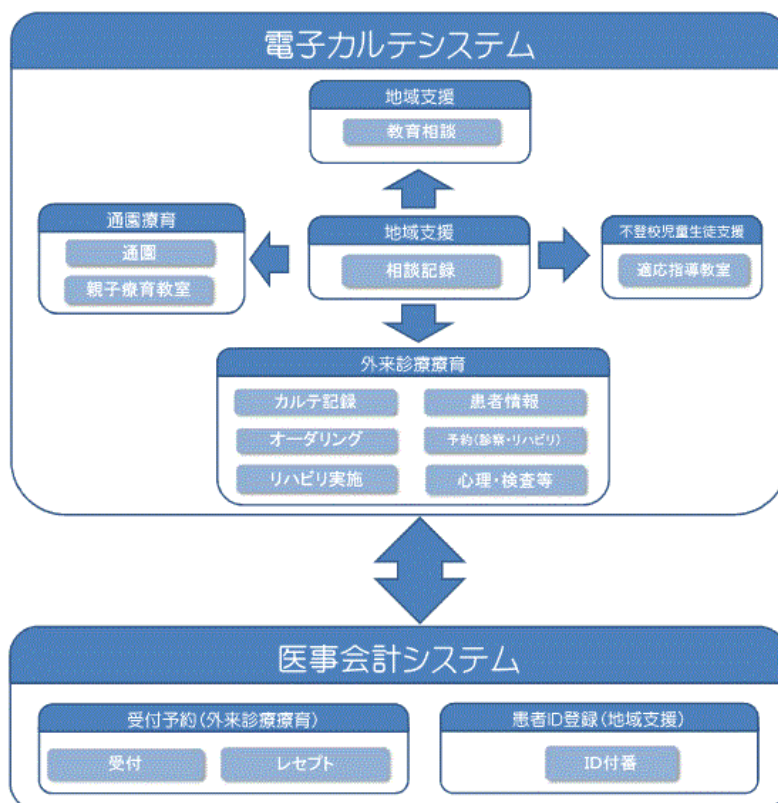 電子カルテシステム
地域支援
教育相談
通園療育
通園
親子療育教室
地域支援
相談記録
不登校児童生徒支援
適応指導教室
外来診療療育
カルテ記録
患者情報
オーダリング
予約(診察・リハビリ)
リハビリ実施
心理・検査等
医事会計システム
受付予約(外来診療療育)
受付
レセプト
患者ID登録(地域支援)
ID付番